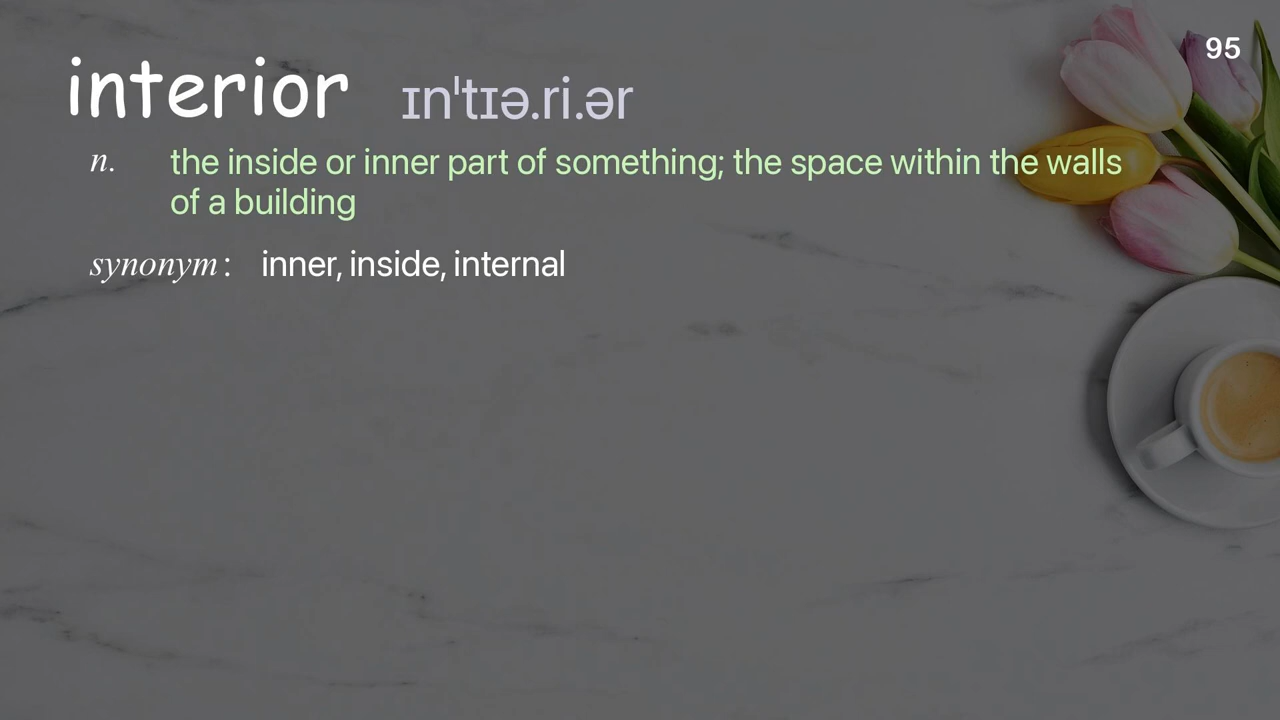 95
interior ɪnˈtɪə.ri.ər
n. the inside or inner part of something; the space within the walls
of a building
synonym : inner, inside, internal